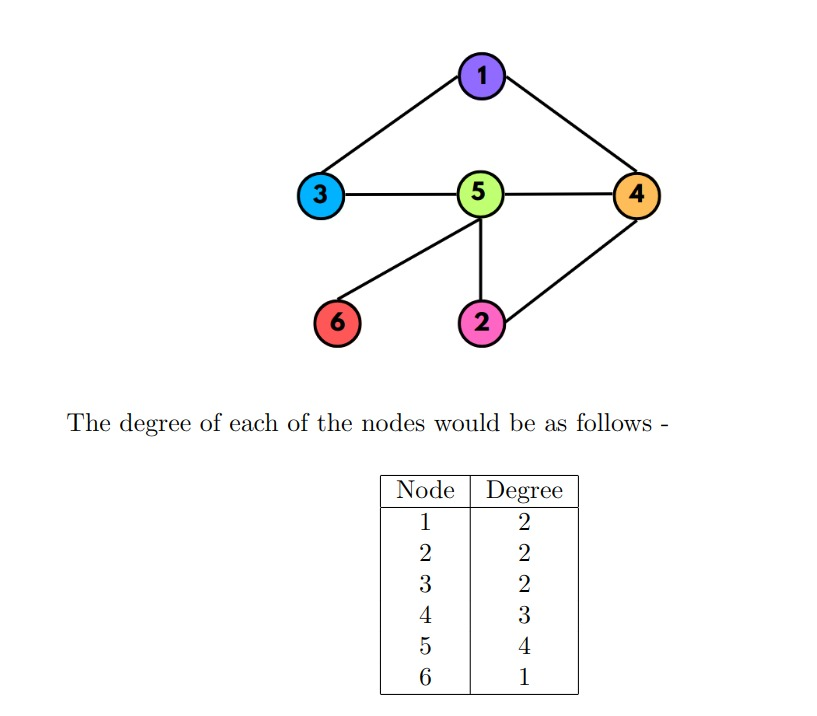 1
3 5 4
6 2
The degree of each of the nodes would be as follows -
Node Degree
1 2
2 2
3 2
4 3
5 4
6 1